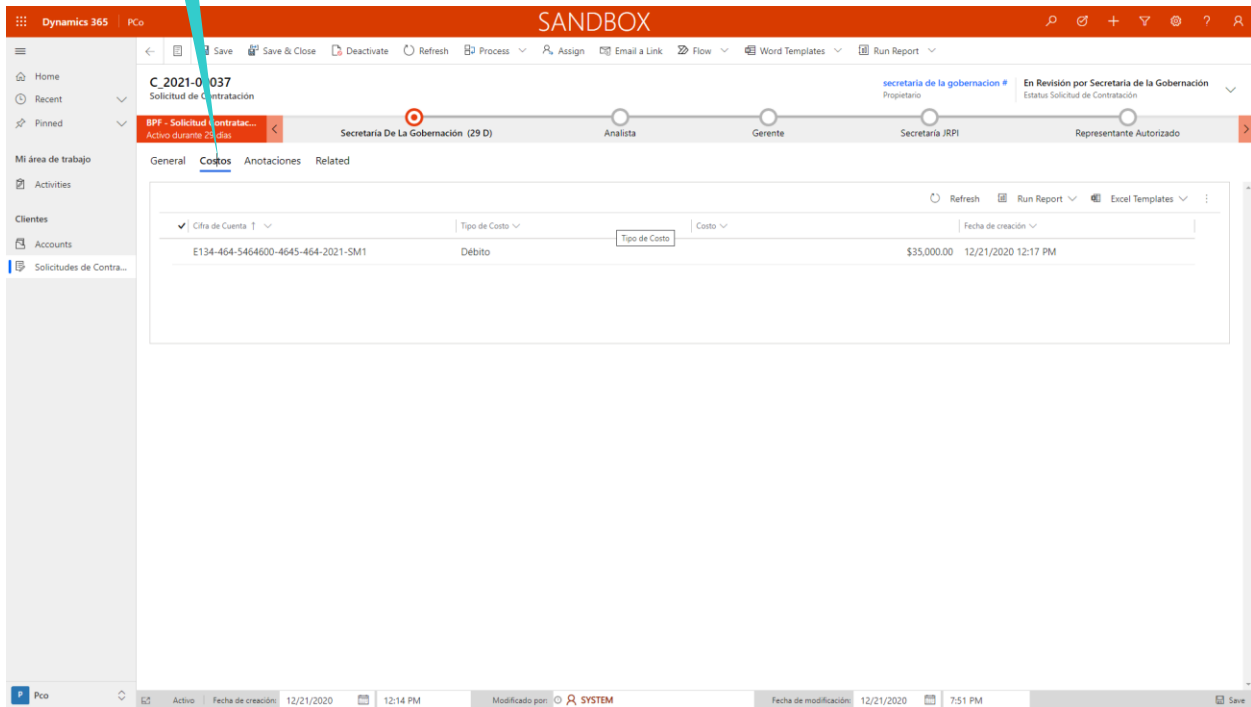 Dynamics 365 PCo SANDBOX
Save Save & Close Deactivate Refresh Process Assign Email a Link Flow Word Templates Run Report
Home
Recent
Pinned
Mi área de trabajo
Activities
Clientes
Accounts
Solicitudes de Contra...
Solicitud de Contratación
secretaria de la gobernacion #
Propietario
En Revisión por Secretaría de la Gobernación
Estatus Solicitud de Contratación
BPF - Solicitud Contratac...
Activo durante 29 días
Secretaría De La Gobernación (29 D) Analista Gerente Secretaría JRPI Representante Autorizado
General Costos Anotaciones Related
Refresh Run Report Excel Templates
Cifra de Cuenta ↑ Tipo de Costo Costo Fecha de creación
Tipo de Costo
E134-464-5464600-4645-464-2021-SM1 Débito $35,000.00 12/21/2020 12:17 PM
P Pco
Activo Fecha de creación: 12/21/2020 12:14 PM Modificado por: SYSTEM Fecha de modificación: 12/21/2020 7:51 PM Save